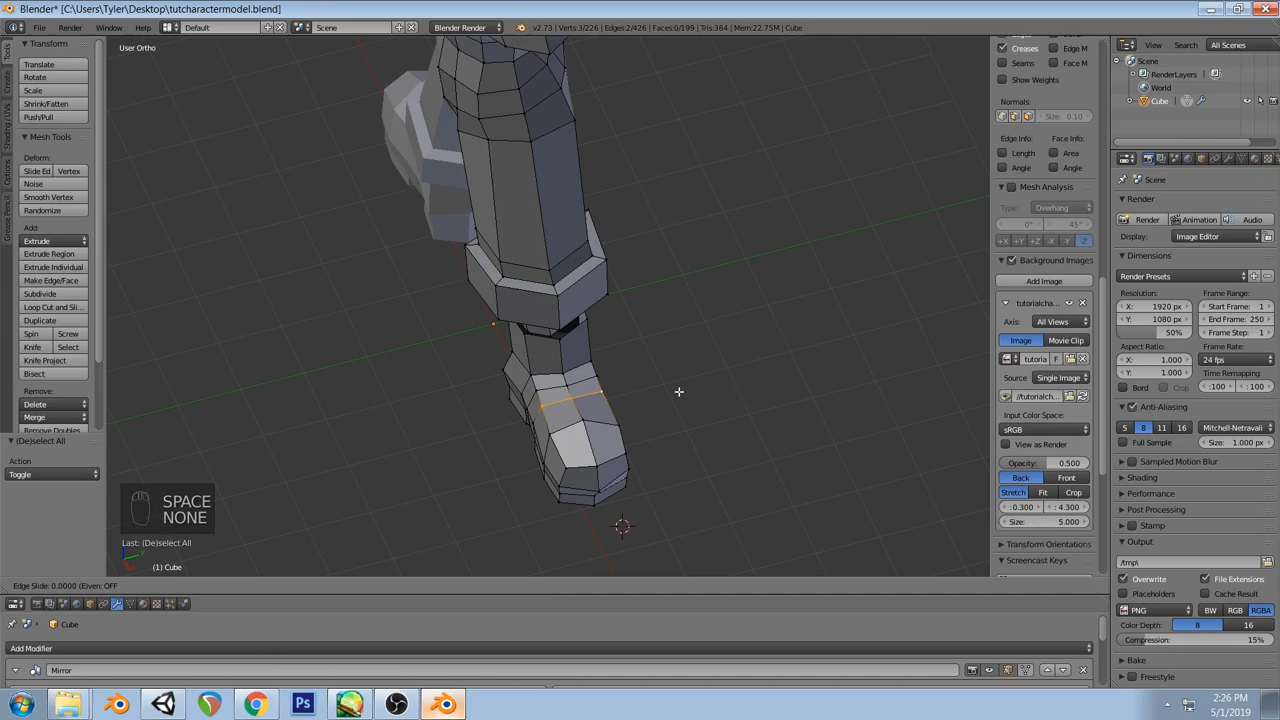 Blender* [C:\Users\Tyler\Desktop\tutcharactermodel.blend]
File Render Window Help Default Scene Blender Render v2.73 | Verts:3/226 | Edges:2/426 | Faces:0/199 | Tris:384 | Mem:22.75M | Cube
View Search All Scenes
Scene
RenderLayers
World
Cube
Tools
Create
Shading / UVs
Options
Grease Pencil
Transform
Translate
Rotate
Scale
Shrink/Fatten
Push/Pull
Mesh Tools
Deform:
Slide Ed Vertex
Noise
Smooth Vertex
Randomize
Add:
Extrude
Extrude Region
Extrude Individual
Make Edge/Face
Subdivide
Loop Cut and Sli...
Duplicate
Spin Screw
Knife Select
Knife Project
Bisect
Remove:
Delete
Merge
Remove Doubles
(De)select All
Action
Toggle
User Ortho
SPACE
NONE
Last: (De)select All
(1) Cube
Creases Edge M
Seams Face M
Show Weights
Normals:
Size: 0.10
Edge Info: Face Info:
Length Area
Angle Angle
Mesh Analysis
Type: Overhang
0° 45°
+X +Y +Z -X -Y -Z
Background Images
Add Image
tutorialcha...
Axis: All Views
Image Movie Clip
tutoria F
Source Single Image
//tutorialch...
Input Color Space:
sRGB
View as Render
Opacity: 0.500
Back Front
Stretch Fit Crop
: 0.300 : 4.300
Size: 5.000
Transform Orientations
Screencast Keys
Scene
Render
Render Animation Audio
Display: Image Editor
Dimensions
Render Presets
Resolution: Frame Range:
X: 1920 px Start Frame: 1
Y: 1080 px End Frame: 250
50% Frame Step: 1
Aspect Ratio: Frame Rate:
X: 1.000 24 fps
Y: 1.000 Time Remapping:
Bord Crop :100 :100
Anti-Aliasing
5 8 11 16 Mitchell-Netravali
Full Sample Size: 1.000 px
Sampled Motion Blur
Shading
Performance
Post Processing
Stamp
Output
/tmp\
Overwrite File Extensions
Placeholders Cache Result
PNG BW RGB RGBA
Color Depth: 8 16
Compression: 15%
Bake
Freestyle
Edge Slide: 0.0000 (E)ven: OFF
Cube
Add Modifier
Mirror
Ps
2:26 PM
5/1/2019